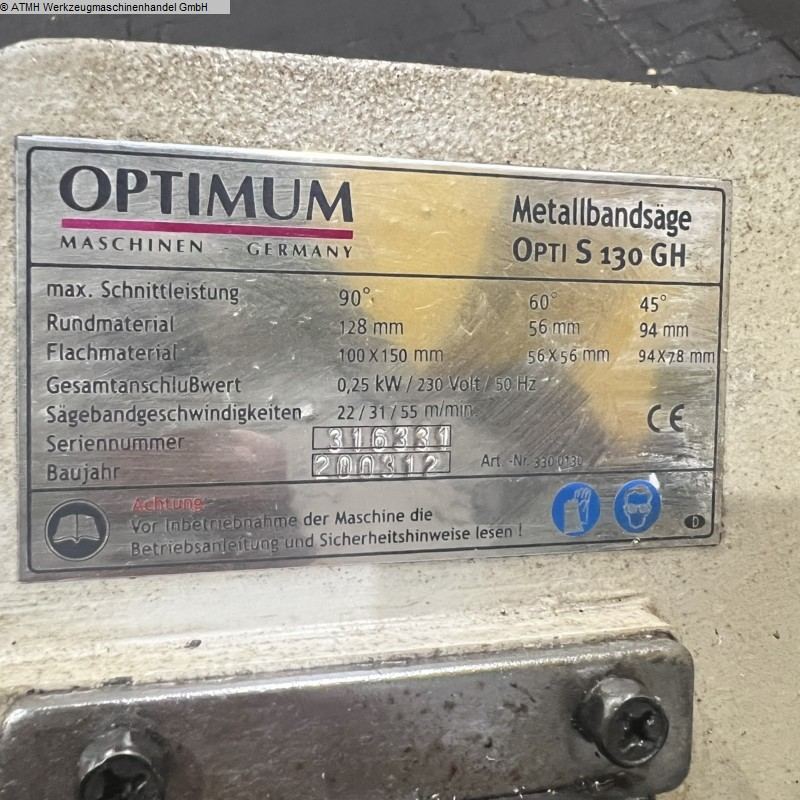 © ATMH Werkzeugmaschinenhandel GmbH
OPTIMUM
MASCHINEN - GERMANY
Metallbandsäge
OPTI S 130 GH
max. Schnittleistung 90° 60° 45°
Rundmaterial 128 mm 56 mm 94 mm
Flachmaterial 100 X 150 mm 56 X 56 mm 94 X 78 mm
Gesamtanschlußwert 0,25 kW / 230 Volt / 50 Hz
Sägebandgeschwindigkeiten 22 / 31 / 55 m/min.
CE
Seriennummer 316331
Baujahr 200312 Art. -Nr. 330 0130
Achtung:
Vor Inbetriebnahme der Maschine die
Betriebsanleitung und Sicherheitshinweise lesen !
D